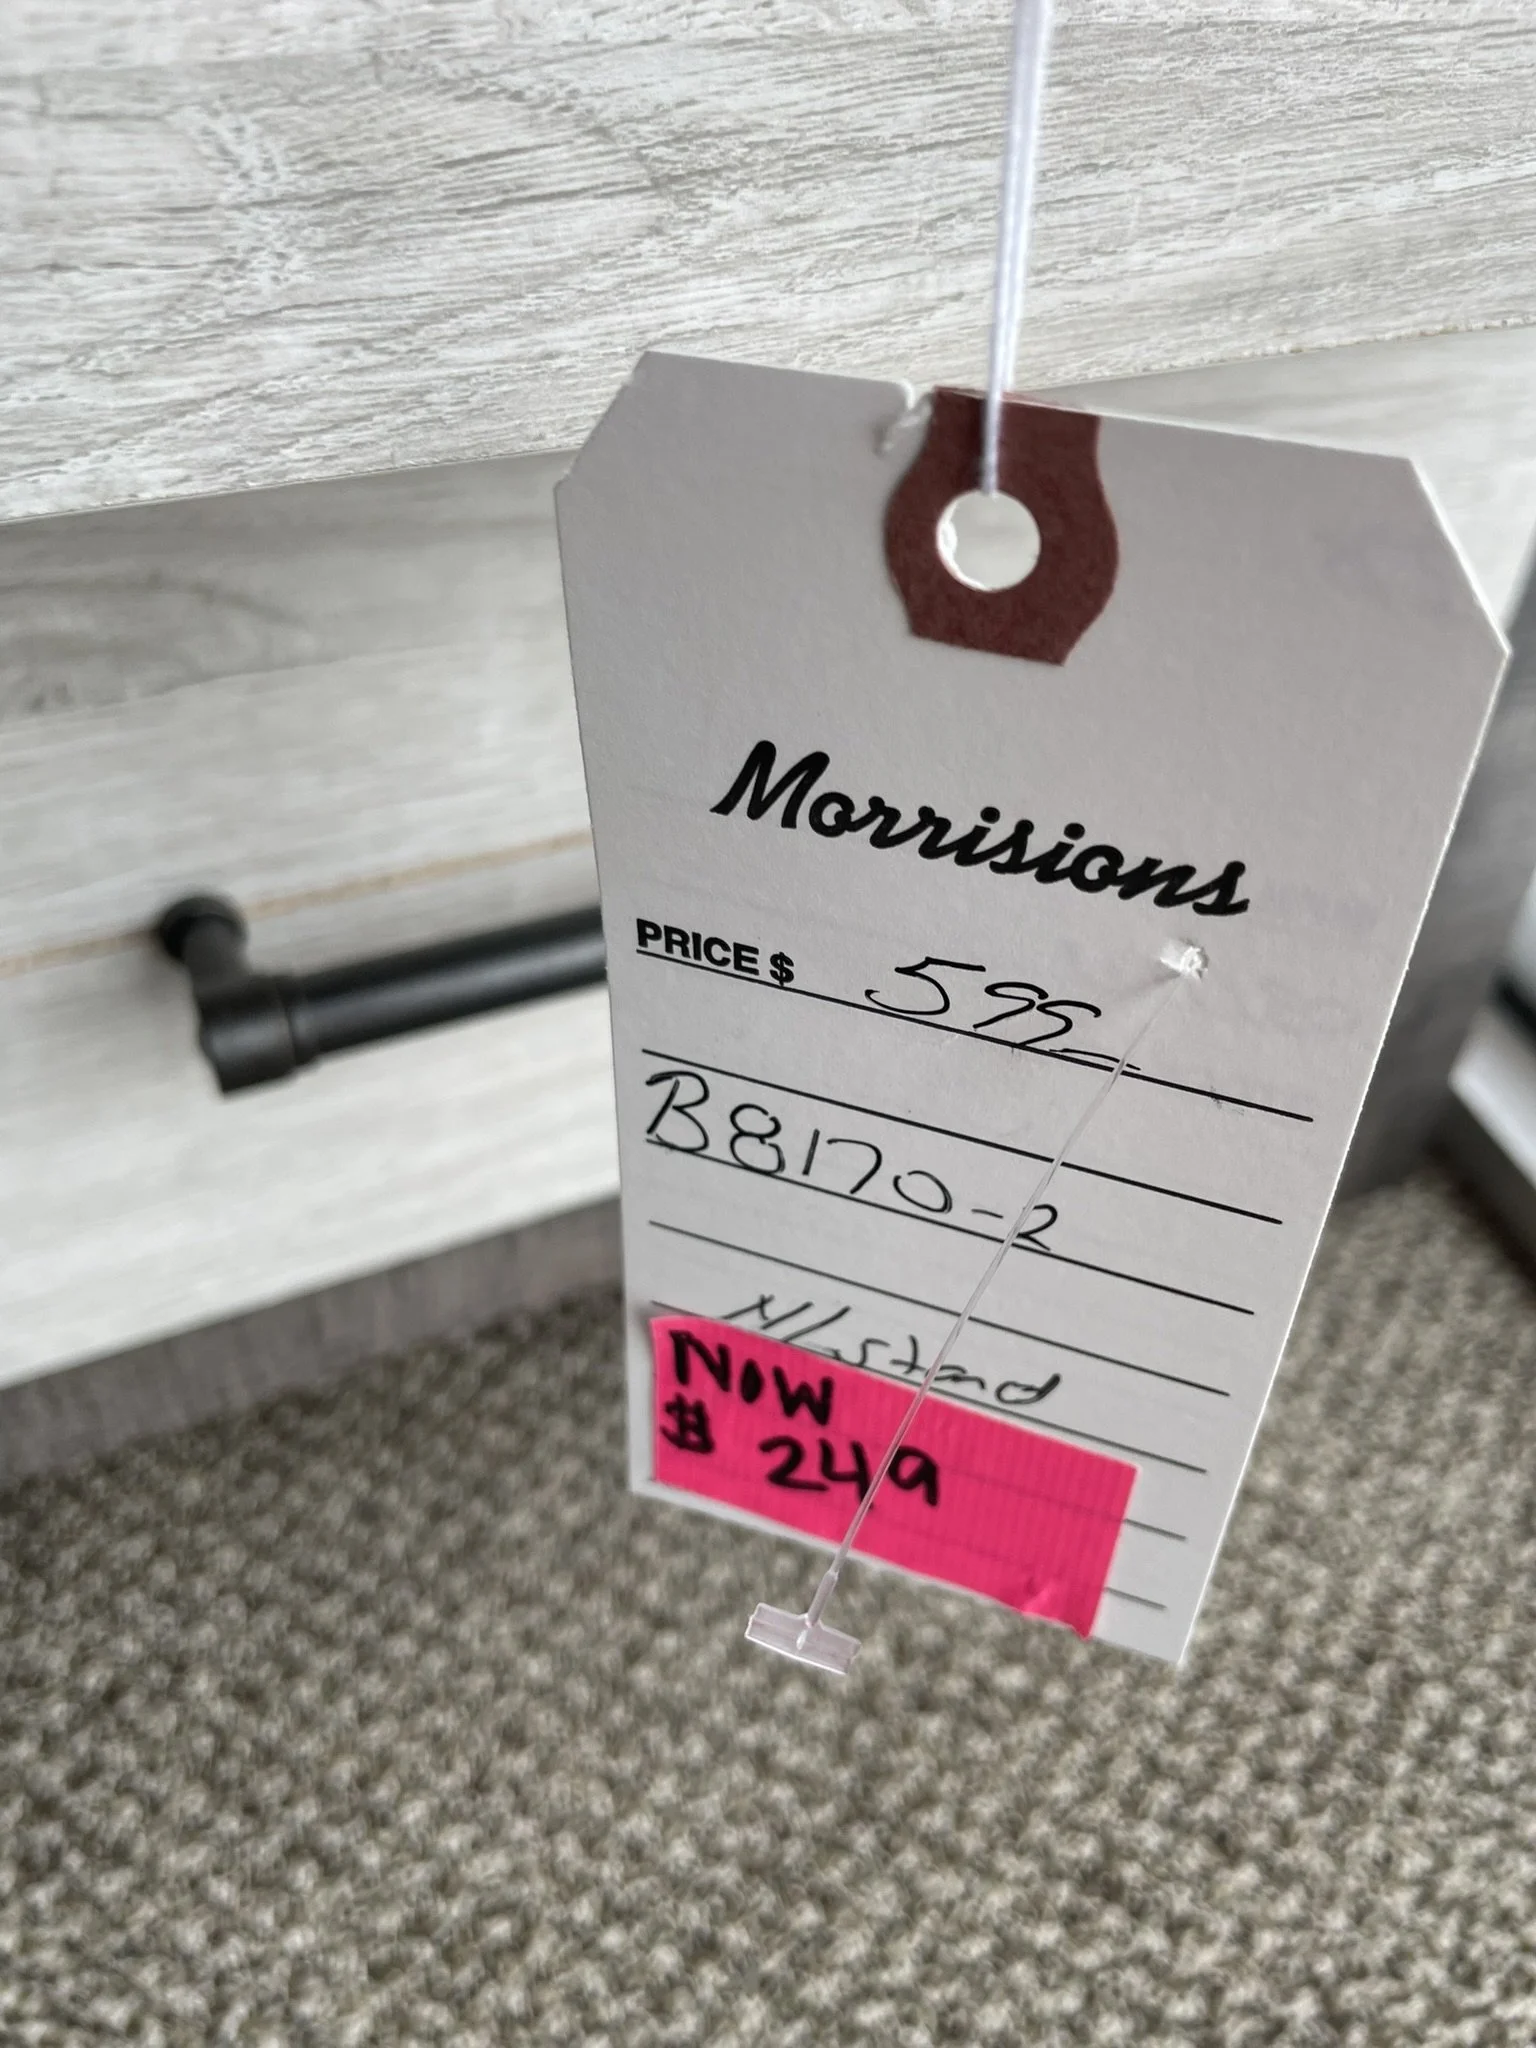 Morrisions
PRICE $ 599
B8170-2
N/stand
NOW
$ 249